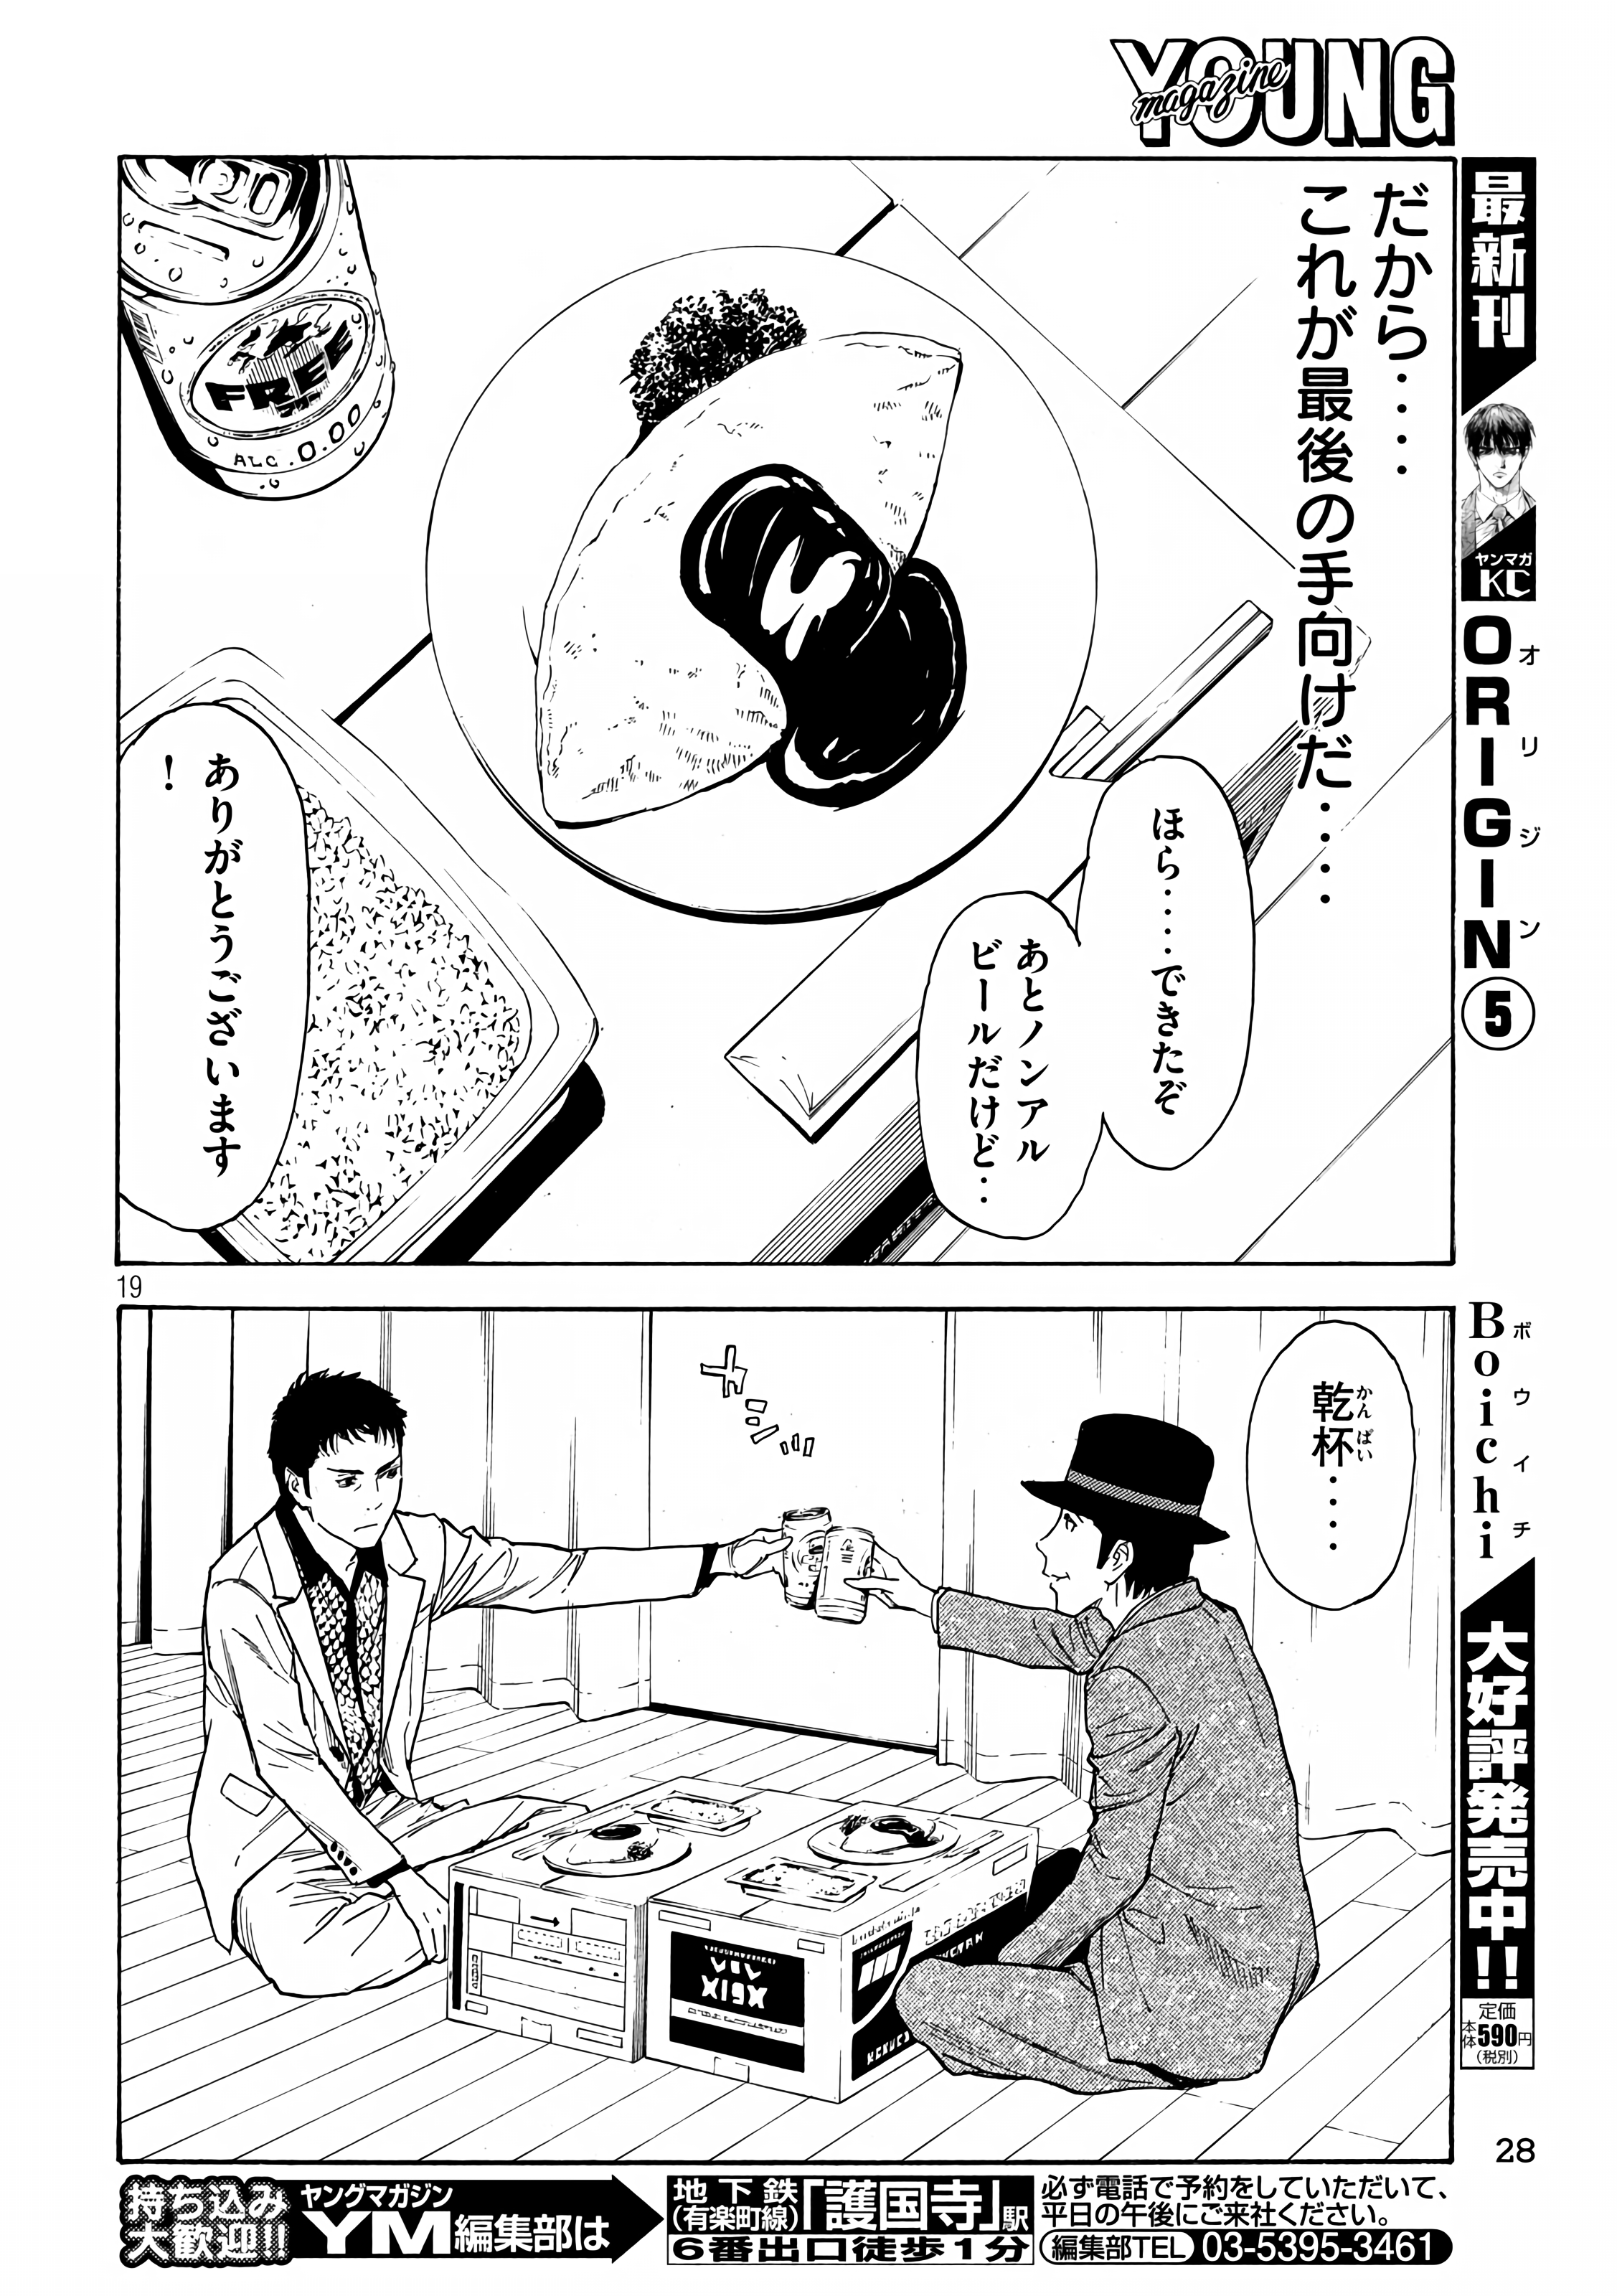 YOUNG
magazine
最新刊
ヤンマガ
KC
ORIGIN⑤
オリジン
Boichi
ボウイチ
大好評発売中!!
定価
本体590円
(税別)
だから‥‥
これが最後の手向けだ‥‥
ほら‥‥できたぞ
あとノンアル
ビールだけど‥
ありがとうございます
!
FREE
フリー
ALC.0.00
19
乾杯‥‥
かんぱい
メキン
28
持ち込み
大歓迎!!
ヤングマガジン
YM編集部は
地下鉄
(有楽町線)
「護国寺」駅
6番出口徒歩1分
必ず電話で予約をしていただいて、
平日の午後にご来社ください。
編集部TEL 03-5395-3461